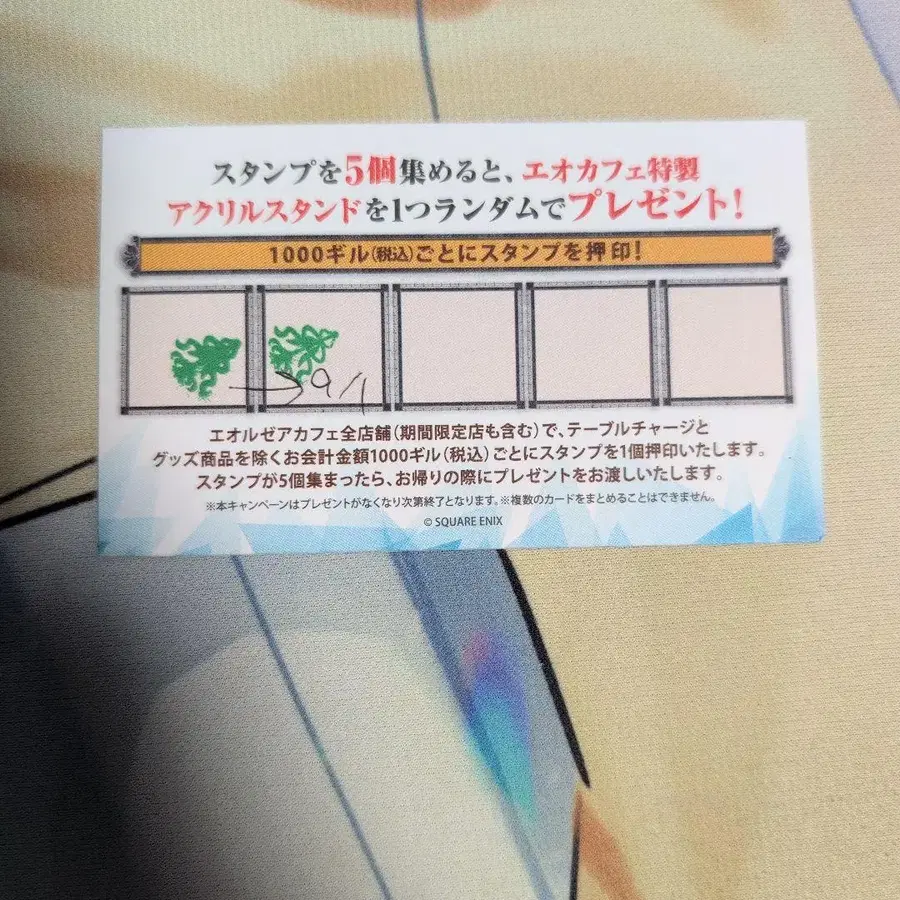 スタンプを5個集めると、エオカフェ特製
アクリルスタンドを1つランダムでプレゼント!
1000ギル(税込)ごとにスタンプを押印!
→9/1
エオルゼアカフェ全店舗(期間限定店も含む)で、テーブルチャージと
グッズ商品を除くお会計金額1000ギル(税込)ごとにスタンプを1個押印いたします。
スタンプが5個集まったら、お帰りの際にプレゼントをお渡しいたします。
※本キャンペーンはプレゼントがなくなり次第終了となります。※複数のカードをまとめることはできません。
© SQUARE ENIX